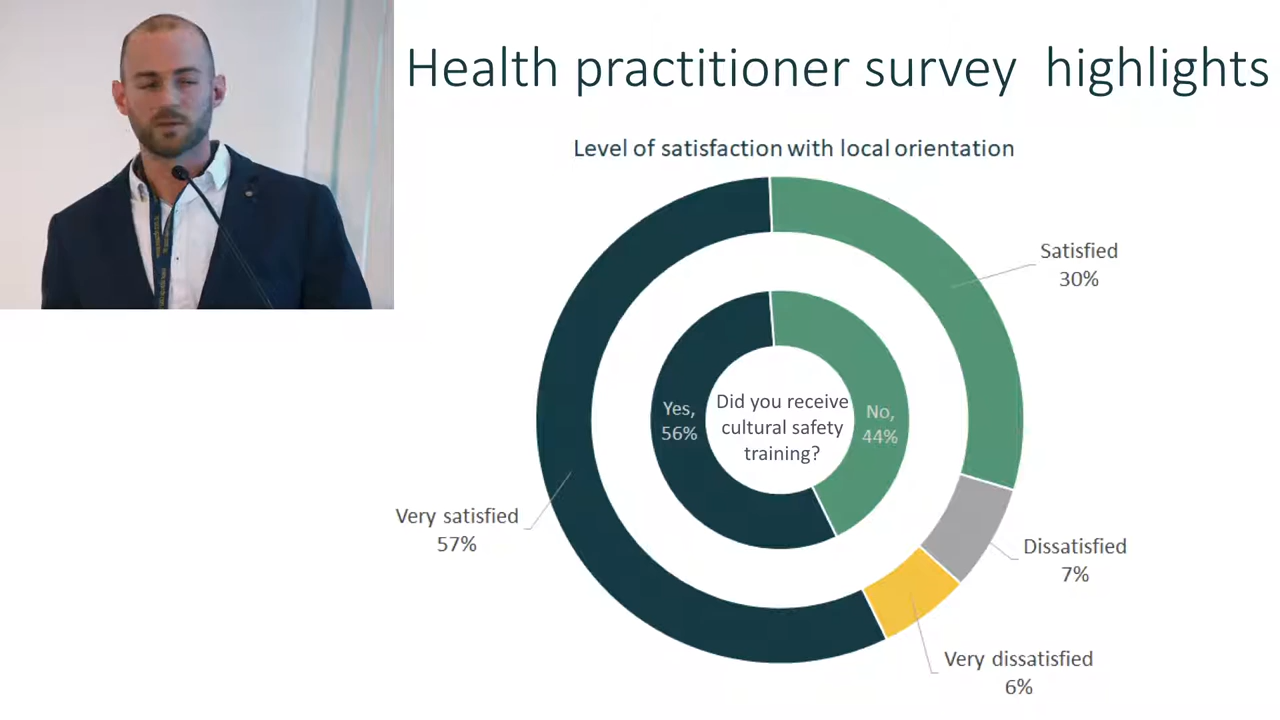 Health practitioner survey highlights
Level of satisfaction with local orientation
Satisfied
30%
Yes,
56%
Did you receive
cultural safety
training?
No,
44%
Very satisfied
57%
Dissatisfied
7%
Very dissatisfied
6%